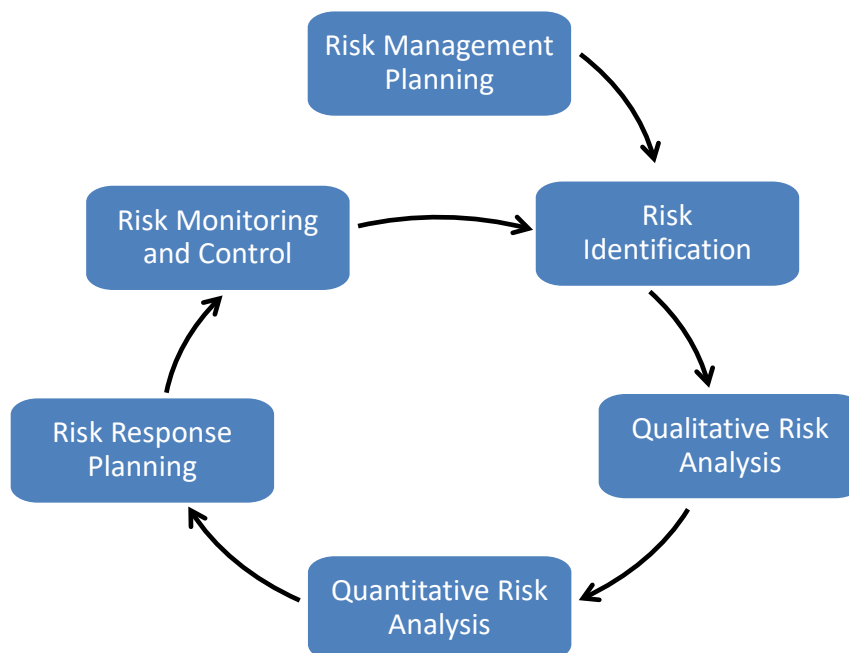 Risk Management
Planning
Risk
Identification
Qualitative Risk
Analysis
Quantitative Risk
Analysis
Risk Response
Planning
Risk Monitoring
and Control